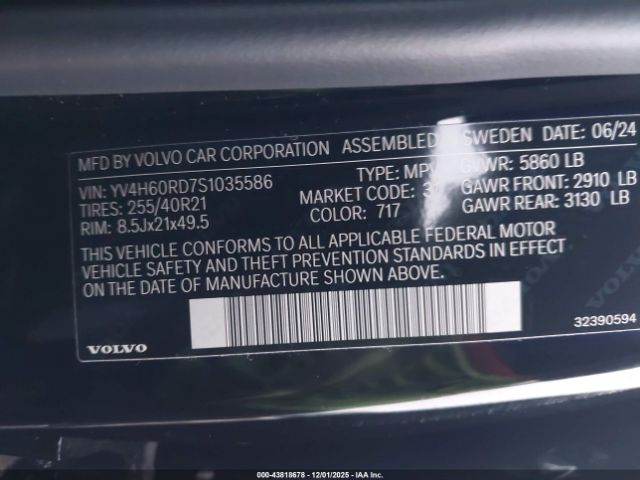 MFD BY VOLVO CAR CORPORATION ASSEMBLED SWEDEN DATE: 06/24
VIN: YV4H60RD7S1035586 TYPE: MPV GVWR: 5860 LB
TIRES: 255/40R21 MARKET CODE: GAWR FRONT: 2910 LB
RIM: 8.5Jx21x49.5 COLOR: 717 GAWR REAR: 3130 LB
THIS VEHICLE CONFORMS TO ALL APPLICABLE FEDERAL MOTOR
VEHICLE SAFETY AND THEFT PREVENTION STANDARDS IN EFFECT
ON THE DATE OF MANUFACTURE SHOWN ABOVE.
32390594
VOLVO
000-43818678 - 12/01/2025 - IAA Inc.